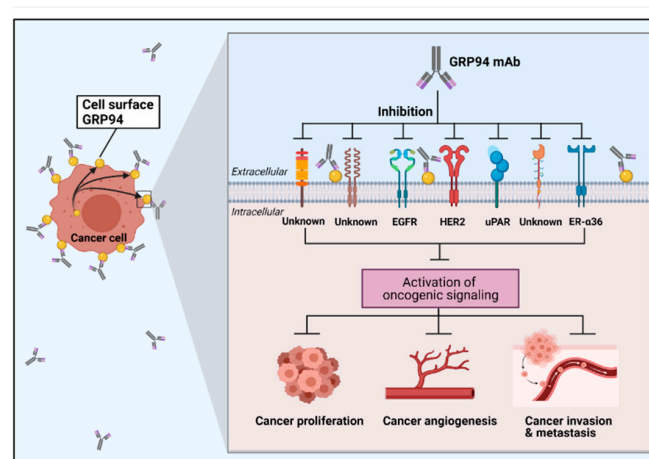 GRP94 mAb
Cell surface
GRP94
Inhibition
Extracellular
Intracellular
Unknown
Unknown
EGFR
HER2
uPAR
Unknown
ER-α36
Cancer cell
Activation of
oncogenic signaling
Cancer proliferation
Cancer angiogenesis
Cancer invasion
& metastasis